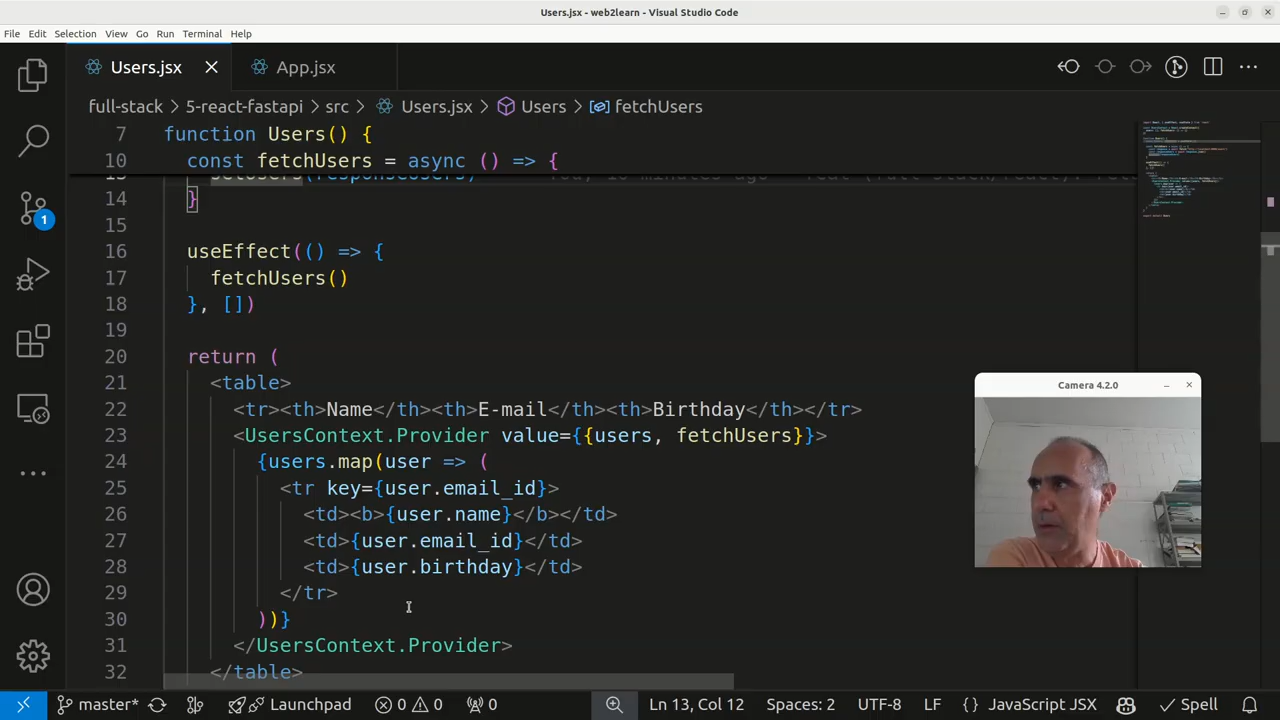 Users.jsx - web2learn - Visual Studio Code
File Edit Selection View Go Run Terminal Help
Users.jsx App.jsx
full-stack > 5-react-fastapi > src > Users.jsx > Users > fetchUsers
7 function Users() {
10 const fetchUsers = async () => {
13 setUsers(responseUsers)
14 }
15
16 useEffect(() => {
17 fetchUsers()
18 }, [])
19
20 return (
21 <table>
22 <tr><th>Name</th><th>E-mail</th><th>Birthday</th></tr>
23 <UsersContext.Provider value={{users, fetchUsers}}>
24 {users.map(user => (
25 <tr key={user.email_id}>
26 <td><b>{user.name}</b></td>
27 <td>{user.email_id}</td>
28 <td>{user.birthday}</td>
29 </tr>
30 ))}
31 </UsersContext.Provider>
32 </table>
Camera 4.2.0
1
master* Launchpad 0 0 0 Ln 13, Col 12 Spaces: 2 UTF-8 LF {} JavaScript JSX Spell